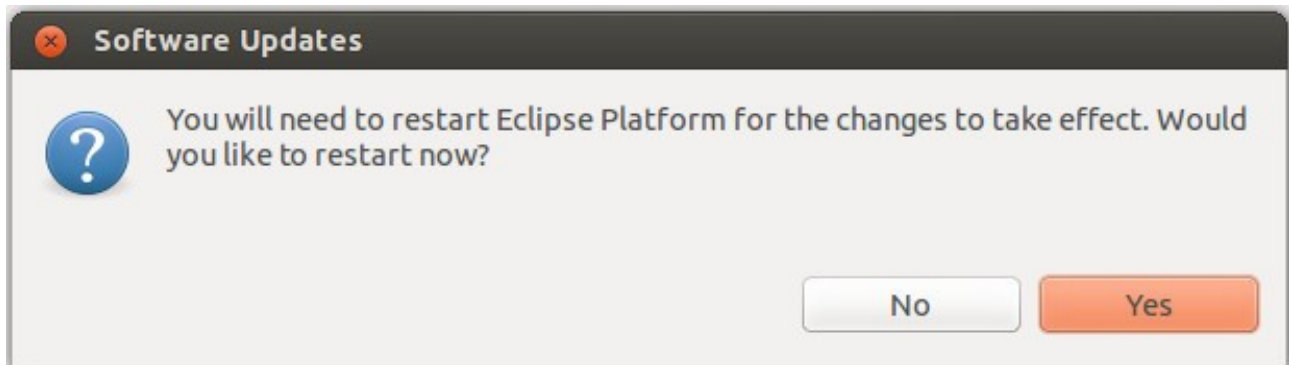 Software Updates
You will need to restart Eclipse Platform for the changes to take effect. Would
you like to restart now?
No Yes